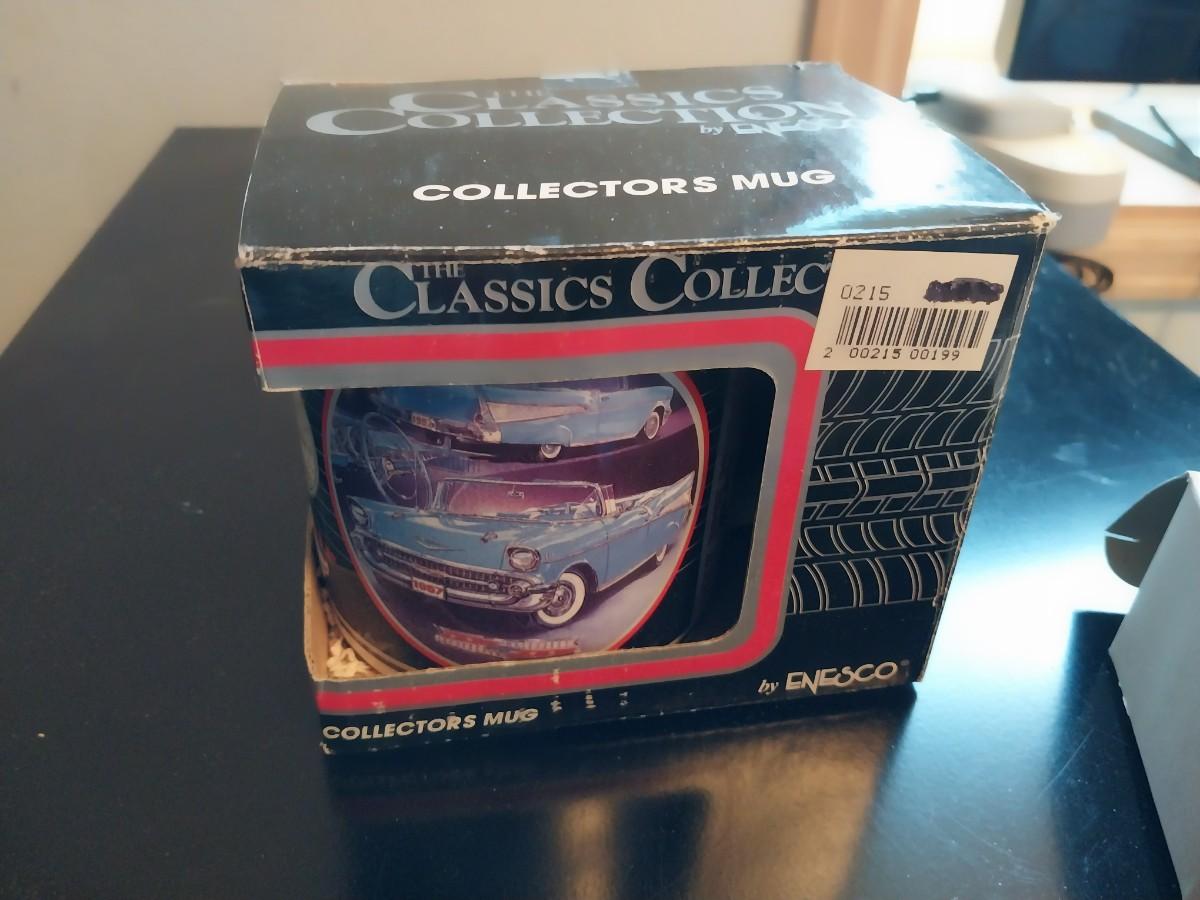 THE
CLASSICS
COLLECTION
by ENESCO
COLLECTORS MUG
THE
CLASSICS COLLEC
0215
2 00215 00199
1957
by ENESCO
COLLECTORS MUG